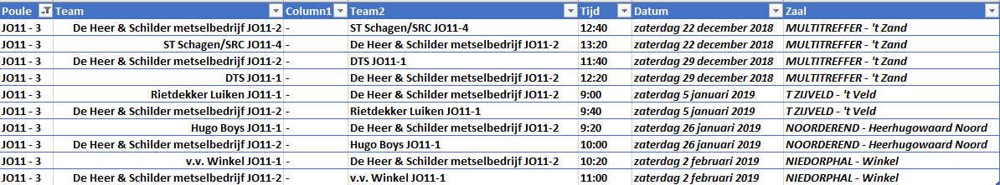 Poule Team Column1 Team2 Tijd Datum Zaal
JO11 - 3 De Heer & Schilder metselbedrijf JO11-2 - ST Schagen/SRC JO11-4 12:40 zaterdag 22 december 2018 MULTITREFFER - 't Zand
JO11 - 3 ST Schagen/SRC JO11-4 - De Heer & Schilder metselbedrijf JO11-2 13:20 zaterdag 22 december 2018 MULTITREFFER - 't Zand
JO11 - 3 De Heer & Schilder metselbedrijf JO11-2 - DTS JO11-1 11:40 zaterdag 29 december 2018 MULTITREFFER - 't Zand
JO11 - 3 DTS JO11-1 - De Heer & Schilder metselbedrijf JO11-2 12:20 zaterdag 29 december 2018 MULTITREFFER - 't Zand
JO11 - 3 Rietdekker Luiken JO11-1 - De Heer & Schilder metselbedrijf JO11-2 9:00 zaterdag 5 januari 2019 T ZIJVELD - 't Veld
JO11 - 3 De Heer & Schilder metselbedrijf JO11-2 - Rietdekker Luiken JO11-1 9:40 zaterdag 5 januari 2019 T ZIJVELD - 't Veld
JO11 - 3 Hugo Boys JO11-1 - De Heer & Schilder metselbedrijf JO11-2 9:20 zaterdag 26 januari 2019 NOORDEREND - Heerhugowaard Noord
JO11 - 3 De Heer & Schilder metselbedrijf JO11-2 - Hugo Boys JO11-1 10:00 zaterdag 26 januari 2019 NOORDEREND - Heerhugowaard Noord
JO11 - 3 v.v. Winkel JO11-1 - De Heer & Schilder metselbedrijf JO11-2 10:20 zaterdag 2 februari 2019 NIEDORPHAL - Winkel
JO11 - 3 De Heer & Schilder metselbedrijf JO11-2 - v.v. Winkel JO11-1 11:00 zaterdag 2 februari 2019 NIEDORPHAL - Winkel